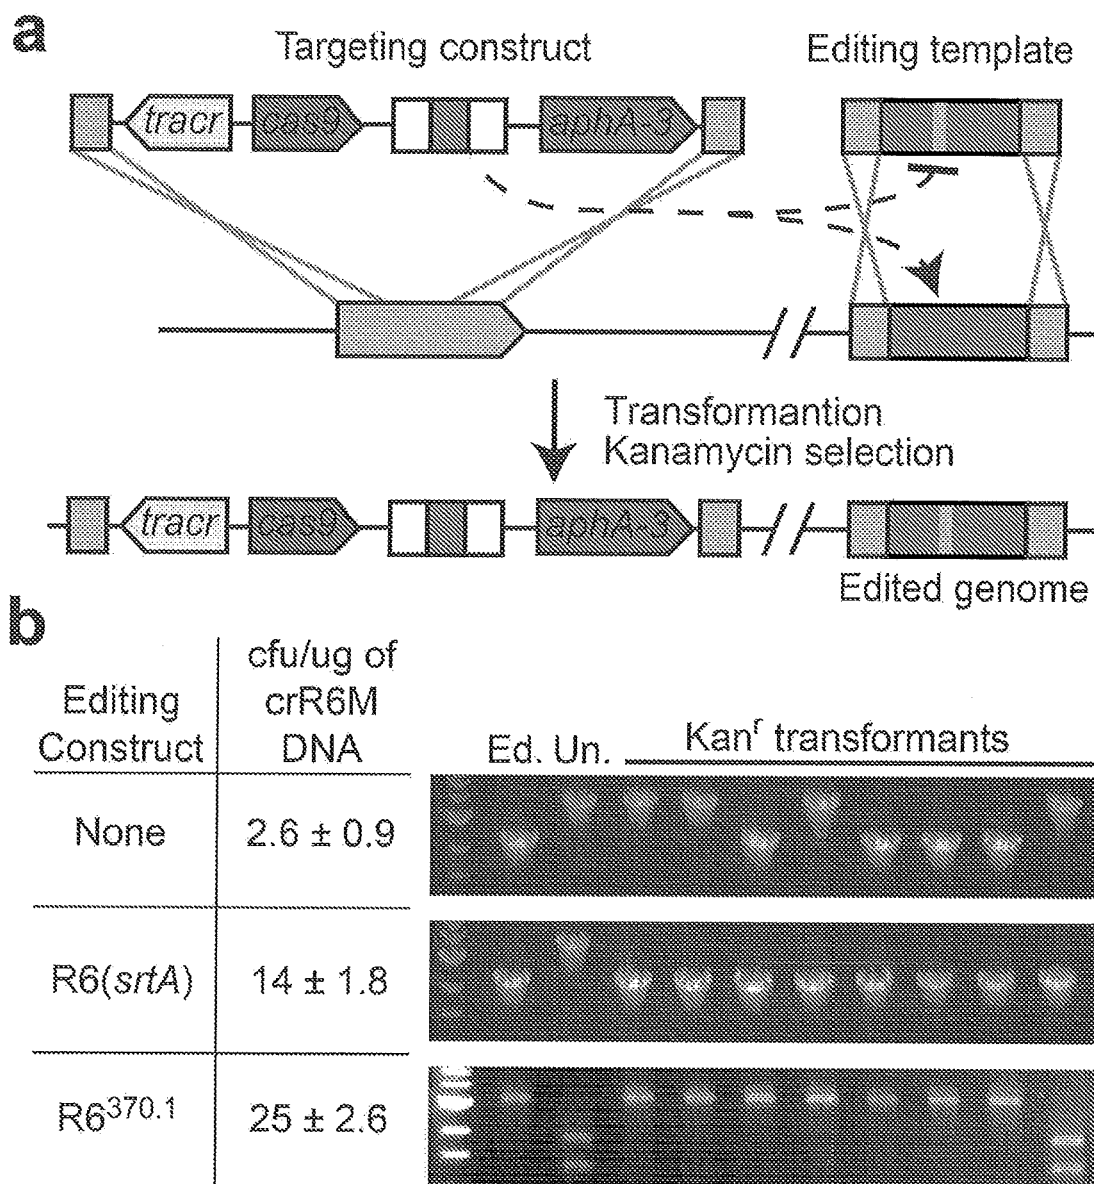 a
Targeting construct
Editing template
tracr cas9 aphA-3
Transformantion
Kanamycin selection
tracr cas9 aphA-3
Edited genome
b
Editing Construct
cfu/ug of crR6M DNA
Ed. Un. Kanʳ transformants
None 2.6 ± 0.9
R6(srtA) 14 ± 1.8
R6³⁷⁰·¹ 25 ± 2.6